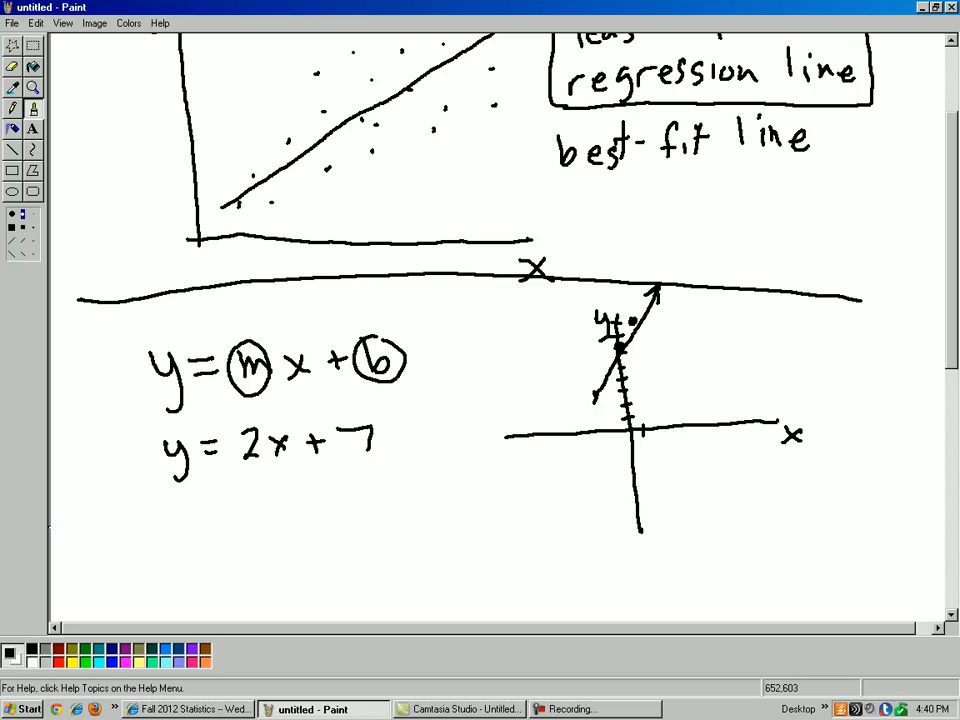 untitled - Paint
File Edit View Image Colors Help
regression line
best-fit line
x
y = mx + b
y = 2x + 7
y
x
For Help, click Help Topics on the Help Menu.
652,603
Start
Fall 2012 Statistics -- Wed...
untitled - Paint
Camtasia Studio - Untitled...
Recording...
Desktop
4:40 PM